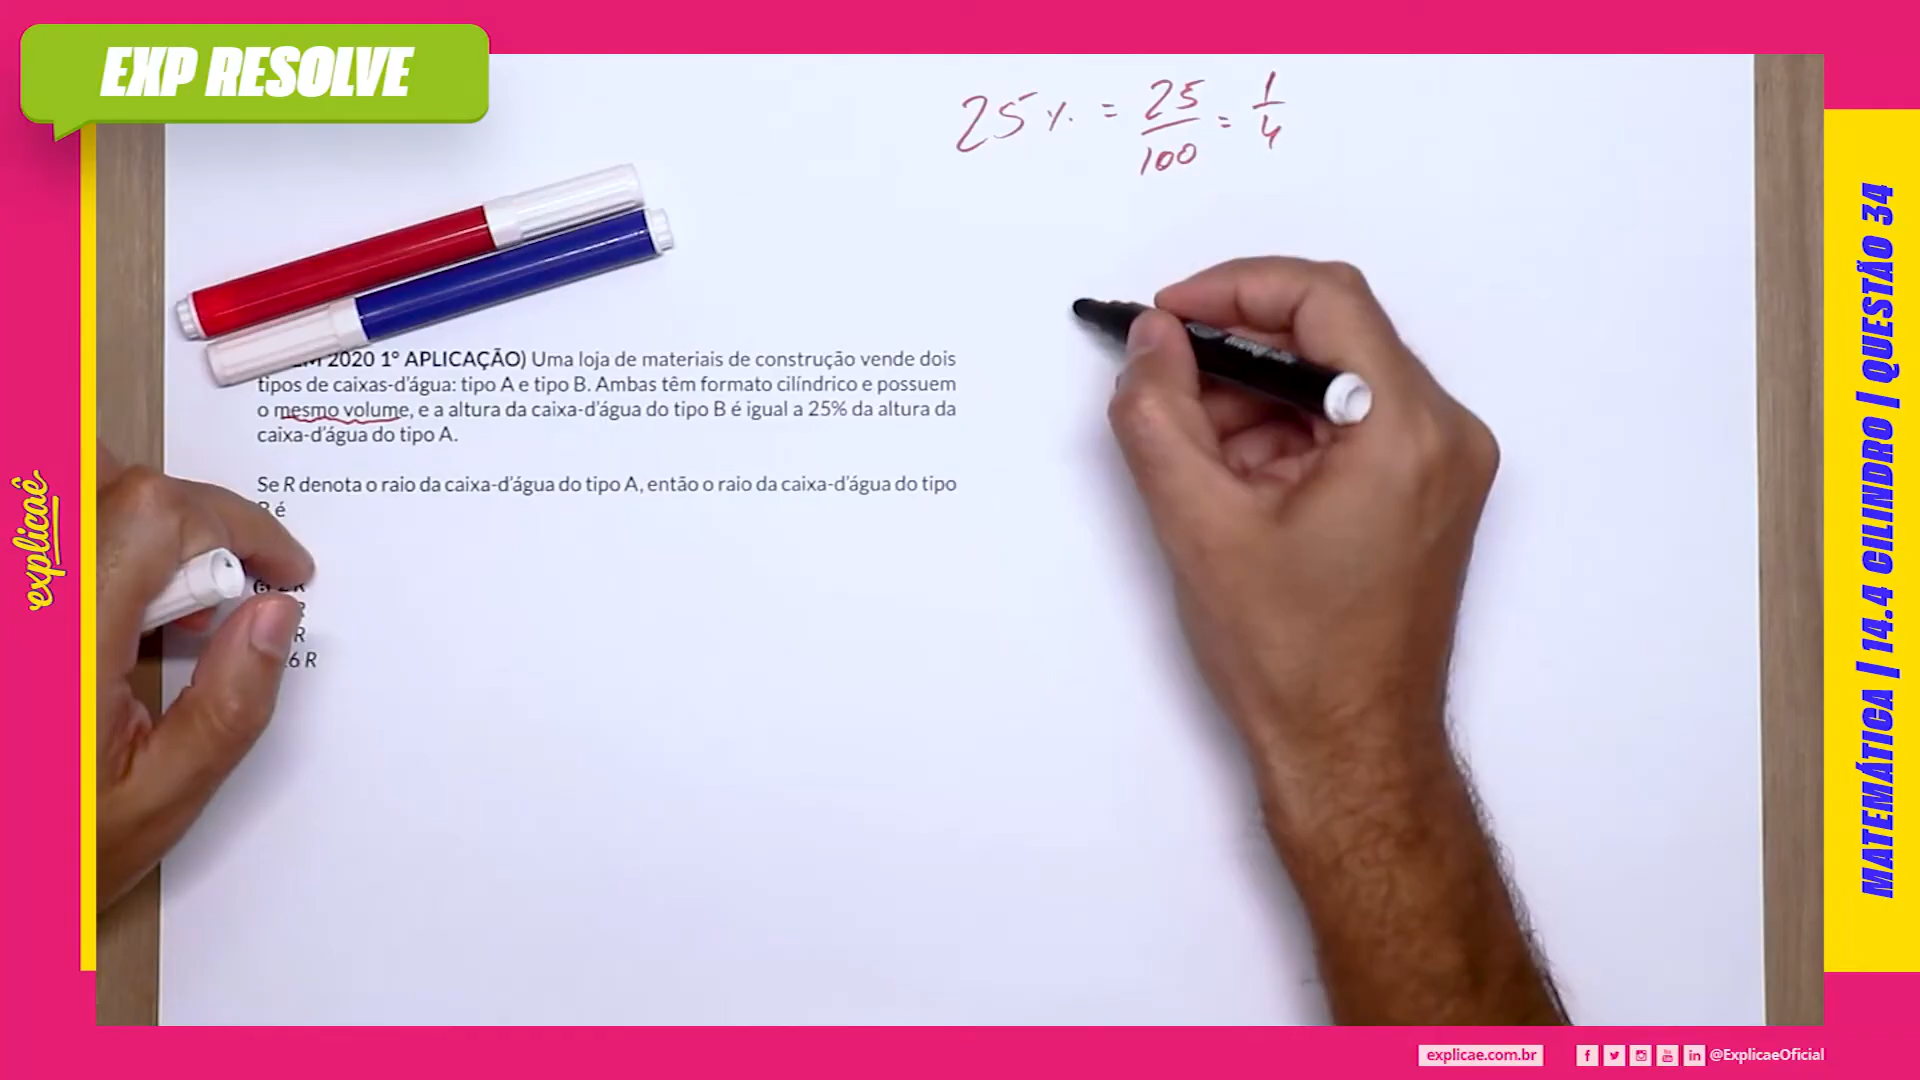 EXP RESOLVE
25% = 25/100 = 1/4
2020 1° APLICAÇÃO) Uma loja de materiais de construção vende dois
tipos de caixas-d'água: tipo A e tipo B. Ambas têm formato cilíndrico e possuem
o mesmo volume, e a altura da caixa-d'água do tipo B é igual a 25% da altura da
caixa-d'água do tipo A.
Se R denota o raio da caixa-d'água do tipo A, então o raio da caixa-d'água do tipo
B é
R
R
R
6 R
explicaê
MATEMÁTICA | 14.4 CILINDRO | QUESTÃO 34
explicae.com.br
@ExplicaeOficial